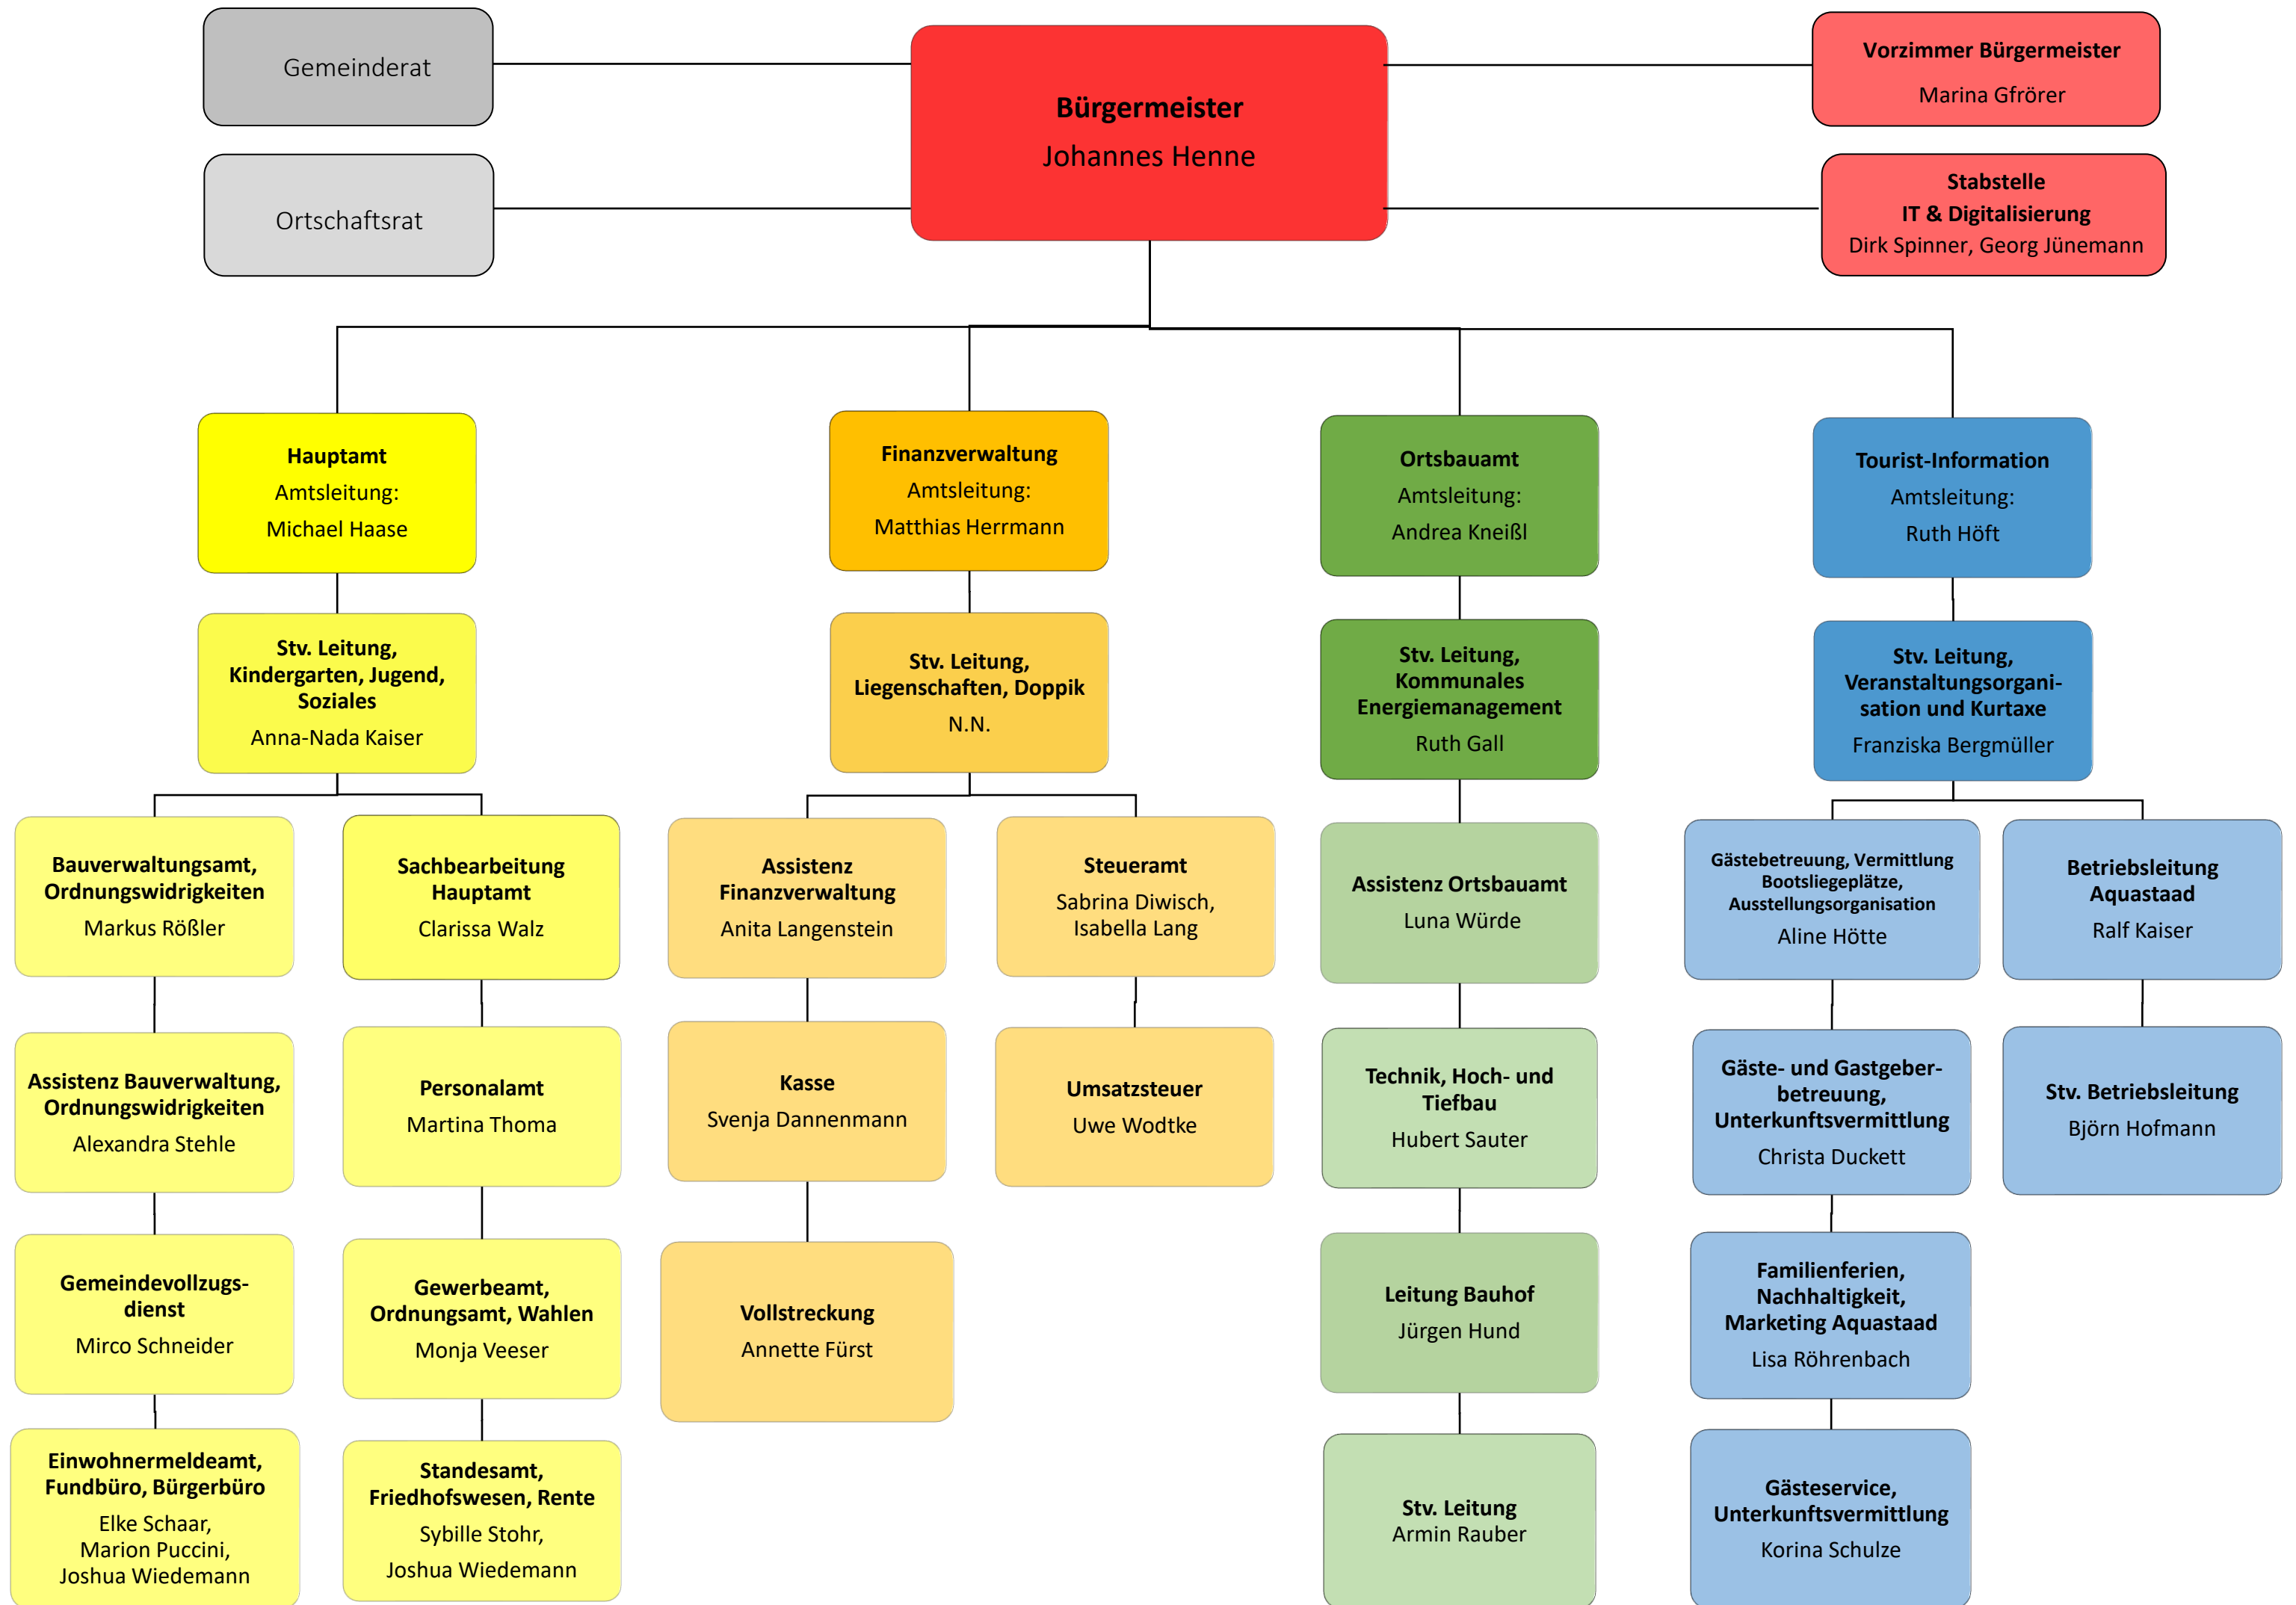 Gemeinderat
Ortschaftsrat
Bürgermeister
Johannes Henne
Vorzimmer Bürgermeister
Marina Gfrörer
Stabstelle
IT & Digitalisierung
Dirk Spinner, Georg Jünemann
Hauptamt
Amtsleitung:
Michael Haase
Finanzverwaltung
Amtsleitung:
Matthias Herrmann
Ortsbauamt
Amtsleitung:
Andrea Kneißl
Tourist-Information
Amtsleitung:
Ruth Höft
Stv. Leitung,
Kindergarten, Jugend,
Soziales
Anna-Nada Kaiser
Stv. Leitung,
Liegenschaften, Doppik
N.N.
Stv. Leitung,
Kommunales
Energiemanagement
Ruth Gall
Stv. Leitung,
Veranstaltungsorgani-
sation und Kurtaxe
Franziska Bergmüller
Bauverwaltungsamt,
Ordnungswidrigkeiten
Markus Rößler
Sachbearbeitung
Hauptamt
Clarissa Walz
Assistenz
Finanzverwaltung
Anita Langenstein
Steueramt
Sabrina Diwisch,
Isabella Lang
Assistenz Ortsbauamt
Luna Würde
Gästebetreuung, Vermittlung
Bootsliegeplätze,
Ausstellungsorganisation
Aline Hötte
Betriebsleitung
Aquastaad
Ralf Kaiser
Assistenz Bauverwaltung,
Ordnungswidrigkeiten
Alexandra Stehle
Personalamt
Martina Thoma
Kasse
Svenja Dannenmann
Umsatzsteuer
Uwe Wodtke
Technik, Hoch- und
Tiefbau
Hubert Sauter
Gäste- und Gastgeber-
betreuung,
Unterkunftsvermittlung
Christa Duckett
Stv. Betriebsleitung
Björn Hofmann
Gemeindevollzugs-
dienst
Mirco Schneider
Gewerbeamt,
Ordnungsamt, Wahlen
Monja Veeser
Vollstreckung
Annette Fürst
Leitung Bauhof
Jürgen Hund
Familienferien,
Nachhaltigkeit,
Marketing Aquastaad
Lisa Röhrenbach
Einwohnermeldeamt,
Fundbüro, Bürgerbüro
Elke Schaar,
Marion Puccini,
Joshua Wiedemann
Standesamt,
Friedhofswesen, Rente
Sybille Stohr,
Joshua Wiedemann
Stv. Leitung
Armin Rauber
Gästeservice,
Unterkunftsvermittlung
Korina Schulze